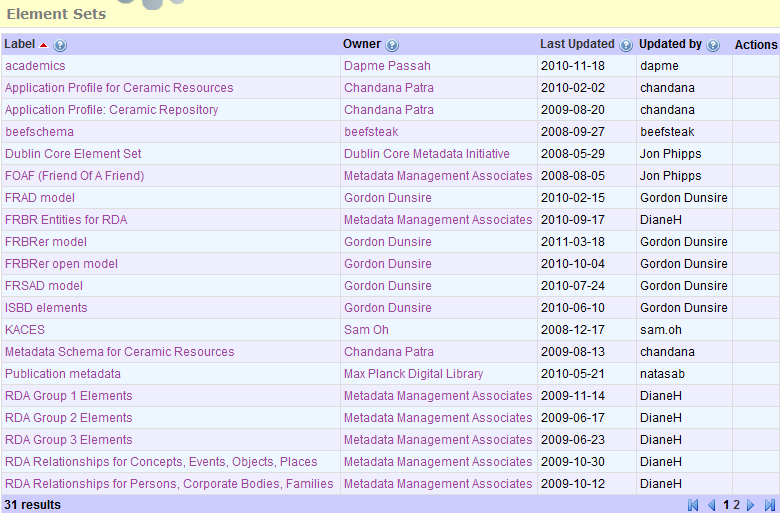 Element Sets
Label Owner Last Updated Updated by Actions
academics Dapme Passah 2010-11-18 dapme
Application Profile for Ceramic Resources Chandana Patra 2010-02-02 chandana
Application Profile: Ceramic Repository Chandana Patra 2009-08-20 chandana
beefschema beefsteak 2008-09-27 beefsteak
Dublin Core Element Set Dublin Core Metadata Initiative 2008-05-29 Jon Phipps
FOAF (Friend Of A Friend) Metadata Management Associates 2008-08-05 Jon Phipps
FRAD model Gordon Dunsire 2010-02-15 Gordon Dunsire
FRBR Entities for RDA Metadata Management Associates 2010-09-17 DianeH
FRBRer model Gordon Dunsire 2011-03-18 Gordon Dunsire
FRBRer open model Gordon Dunsire 2010-10-04 Gordon Dunsire
FRSAD model Gordon Dunsire 2010-07-24 Gordon Dunsire
ISBD elements Gordon Dunsire 2010-06-10 Gordon Dunsire
KACES Sam Oh 2008-12-17 sam.oh
Metadata Schema for Ceramic Resources Chandana Patra 2009-08-13 chandana
Publication metadata Max Planck Digital Library 2010-05-21 natasab
RDA Group 1 Elements Metadata Management Associates 2009-11-14 DianeH
RDA Group 2 Elements Metadata Management Associates 2009-06-17 DianeH
RDA Group 3 Elements Metadata Management Associates 2009-06-23 DianeH
RDA Relationships for Concepts, Events, Objects, Places Metadata Management Associates 2009-10-30 DianeH
RDA Relationships for Persons, Corporate Bodies, Families Metadata Management Associates 2009-10-12 DianeH
31 results 1 2